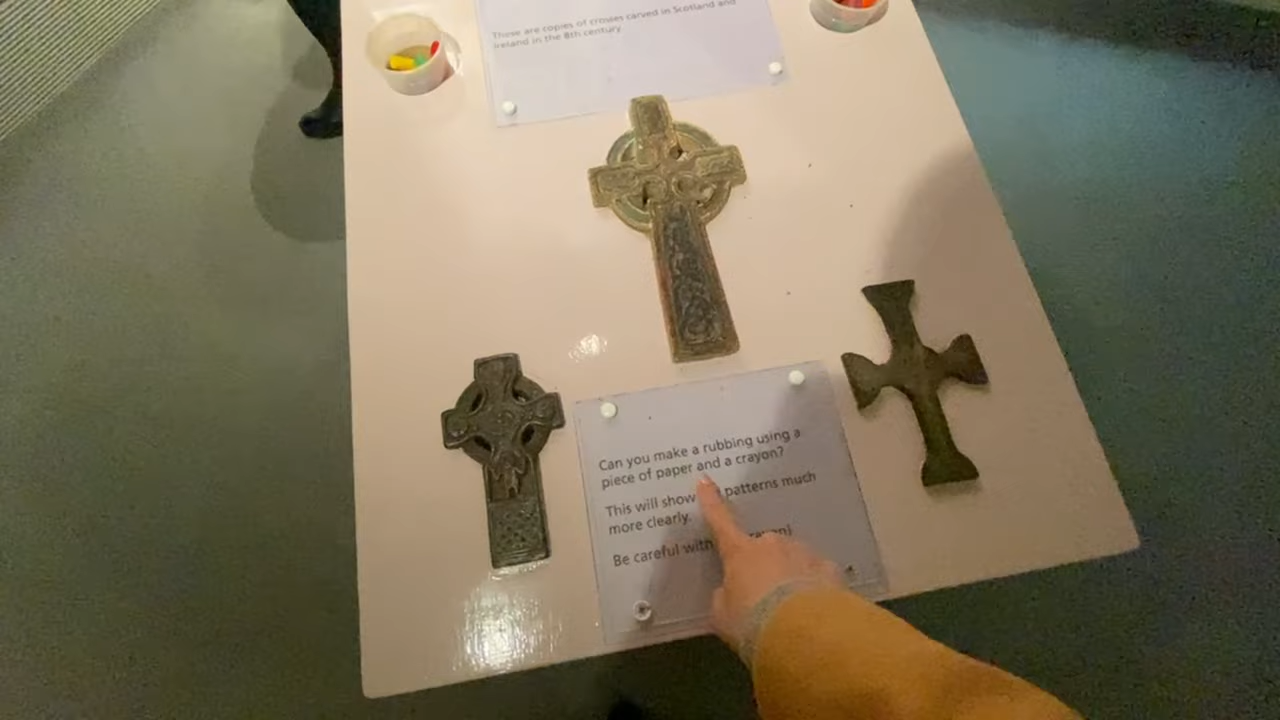 These are copies of crosses carved in Scotland and
Ireland in the 8th century.
Can you make a rubbing using a
piece of paper and a crayon?
This will show patterns much
more clearly.
Be careful with